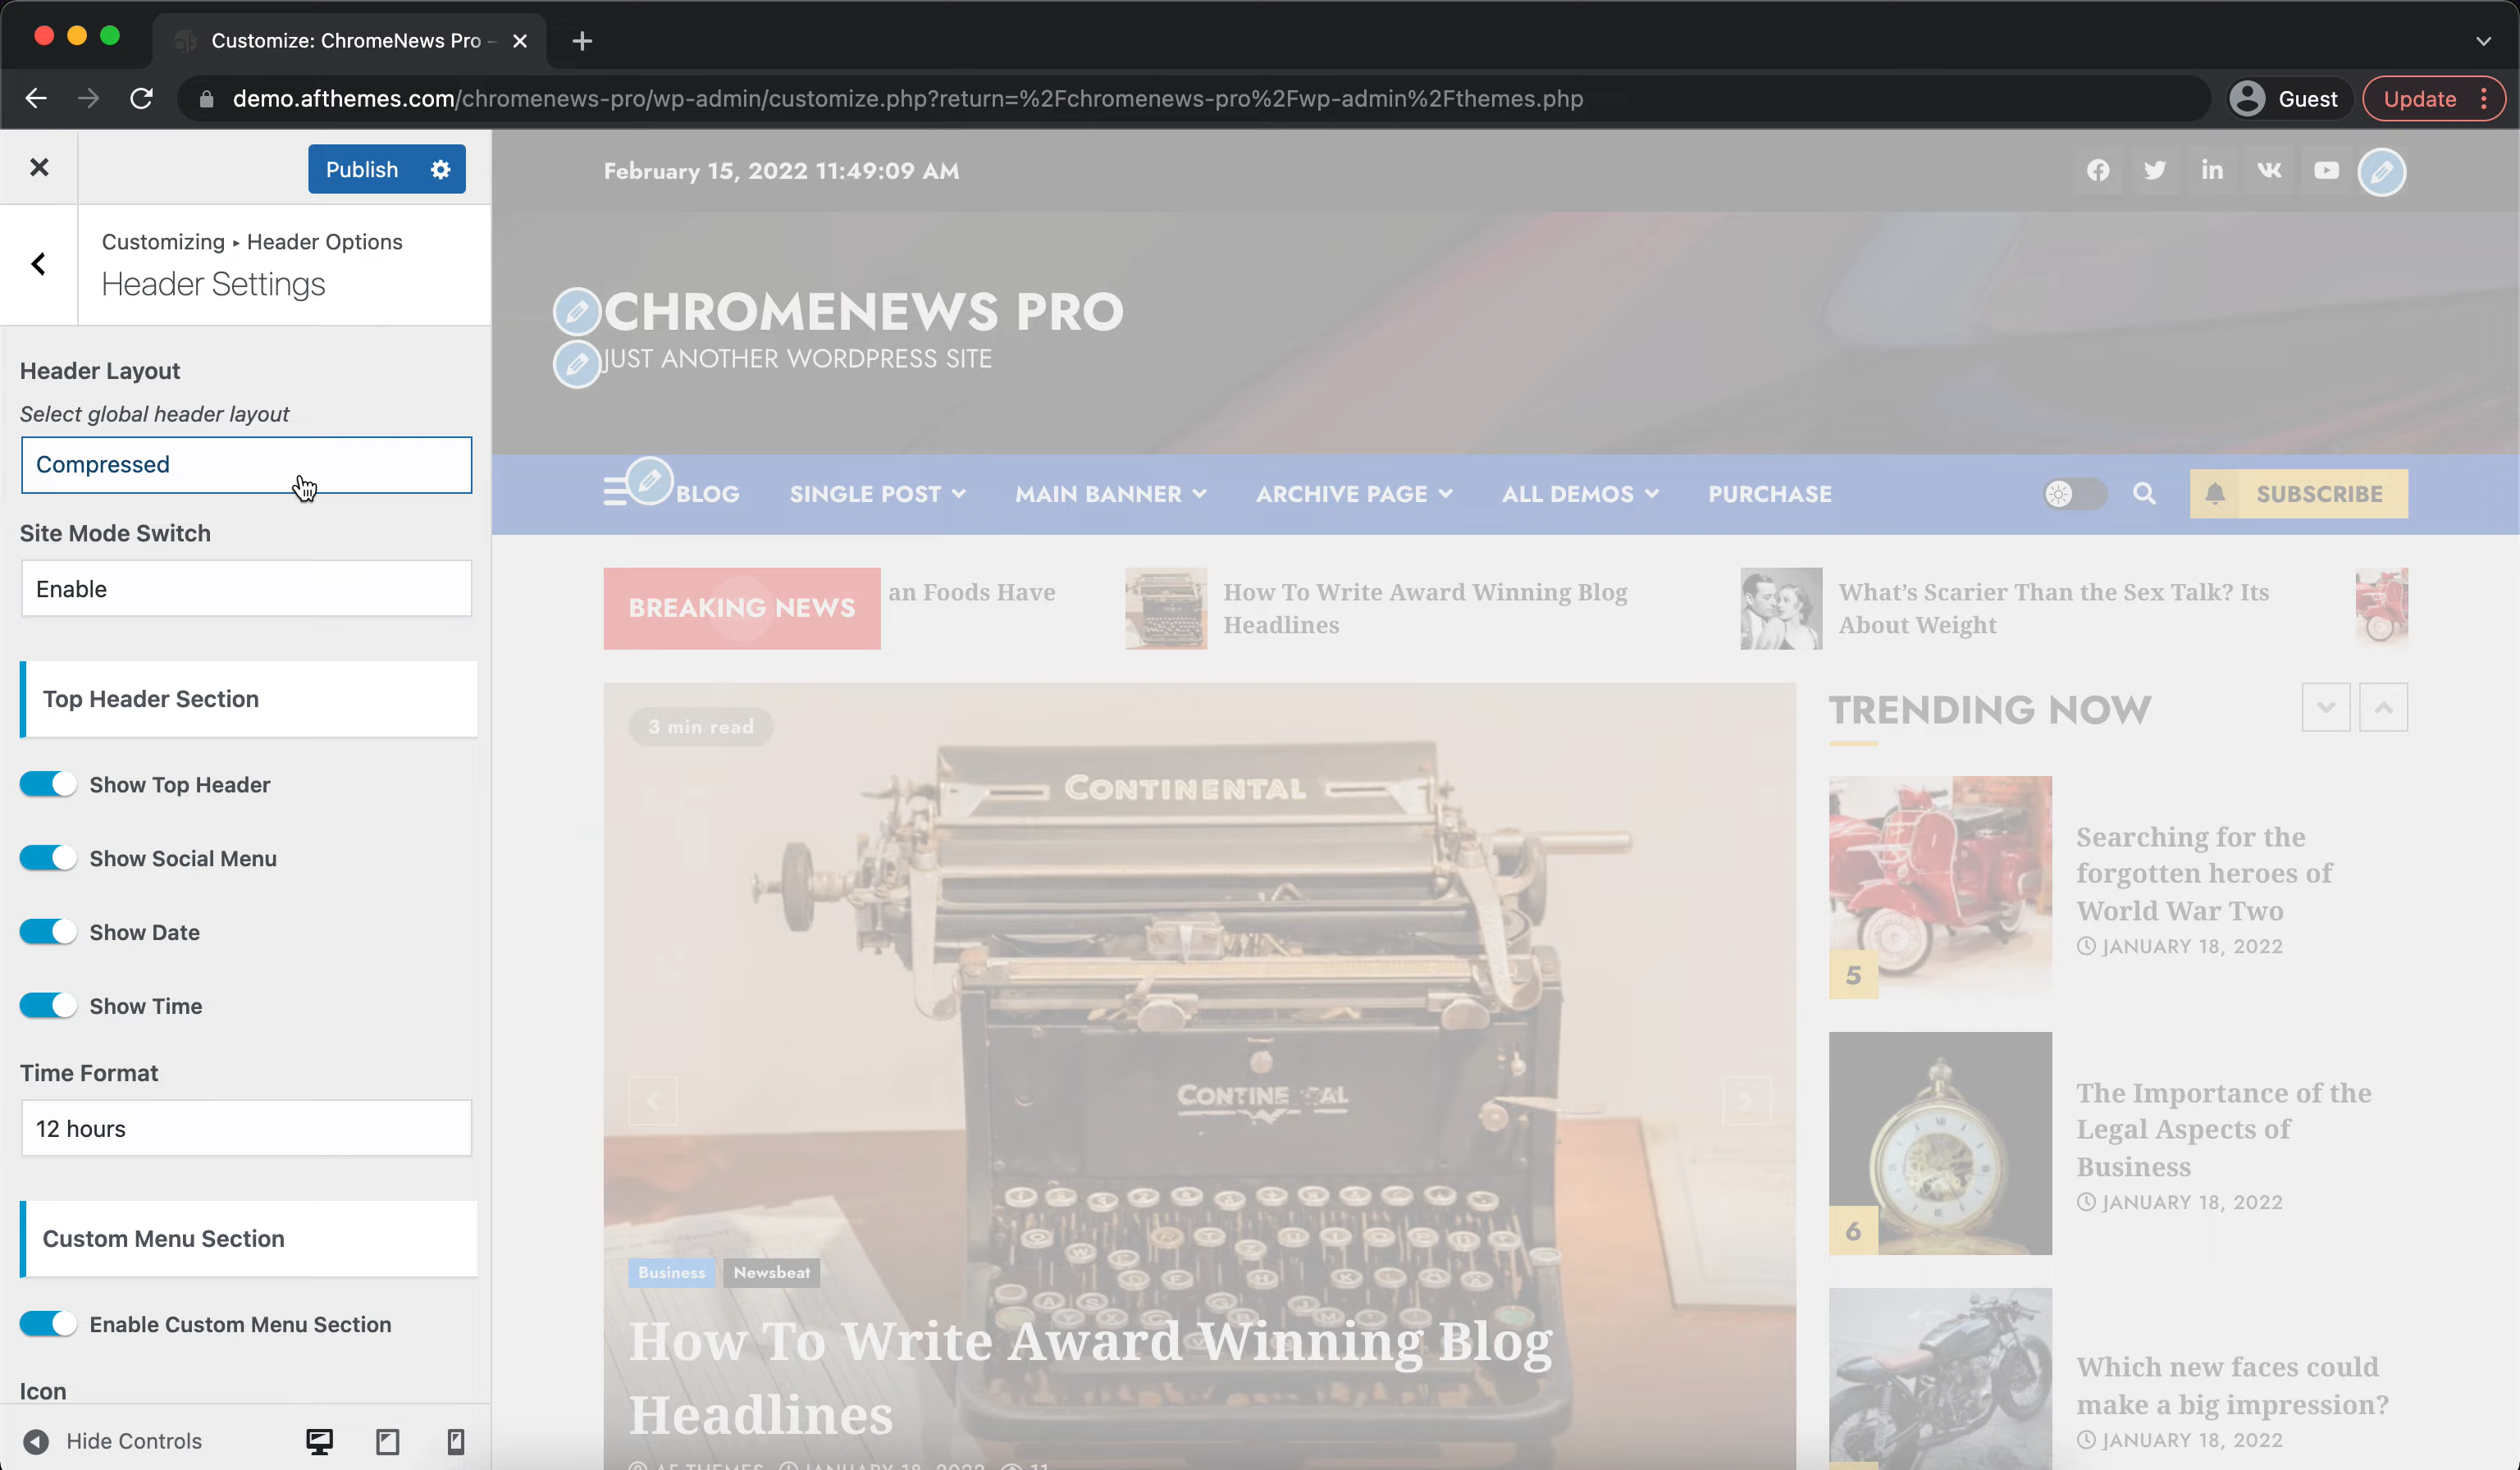 Customize: ChromeNews Pro -
demo.afthemes.com/chromenews-pro/wp-admin/customize.php?return=%2Fchromenews-pro%2Fwp-admin%2Fthemes.php
Guest
Update
Publish
Customizing ▸ Header Options
Header Settings
Header Layout
Select global header layout
Compressed
Site Mode Switch
Enable
Top Header Section
Show Top Header
Show Social Menu
Show Date
Show Time
Time Format
12 hours
Custom Menu Section
Enable Custom Menu Section
Icon
Hide Controls
February 15, 2022 11:49:09 AM
CHROMENEWS PRO
JUST ANOTHER WORDPRESS SITE
BLOG SINGLE POST MAIN BANNER ARCHIVE PAGE ALL DEMOS PURCHASE SUBSCRIBE
BREAKING NEWS
an Foods Have
How To Write Award Winning Blog
Headlines
What's Scarier Than the Sex Talk? Its
About Weight
3 min read
CONTINENTAL
Business Newsbeat
How To Write Award Winning Blog
Headlines
AF THEMES JANUARY 18, 2022 11
TRENDING NOW
Searching for the
forgotten heroes of
World War Two
JANUARY 18, 2022
5
The Importance of the
Legal Aspects of
Business
JANUARY 18, 2022
6
Which new faces could
make a big impression?
JANUARY 18, 2022